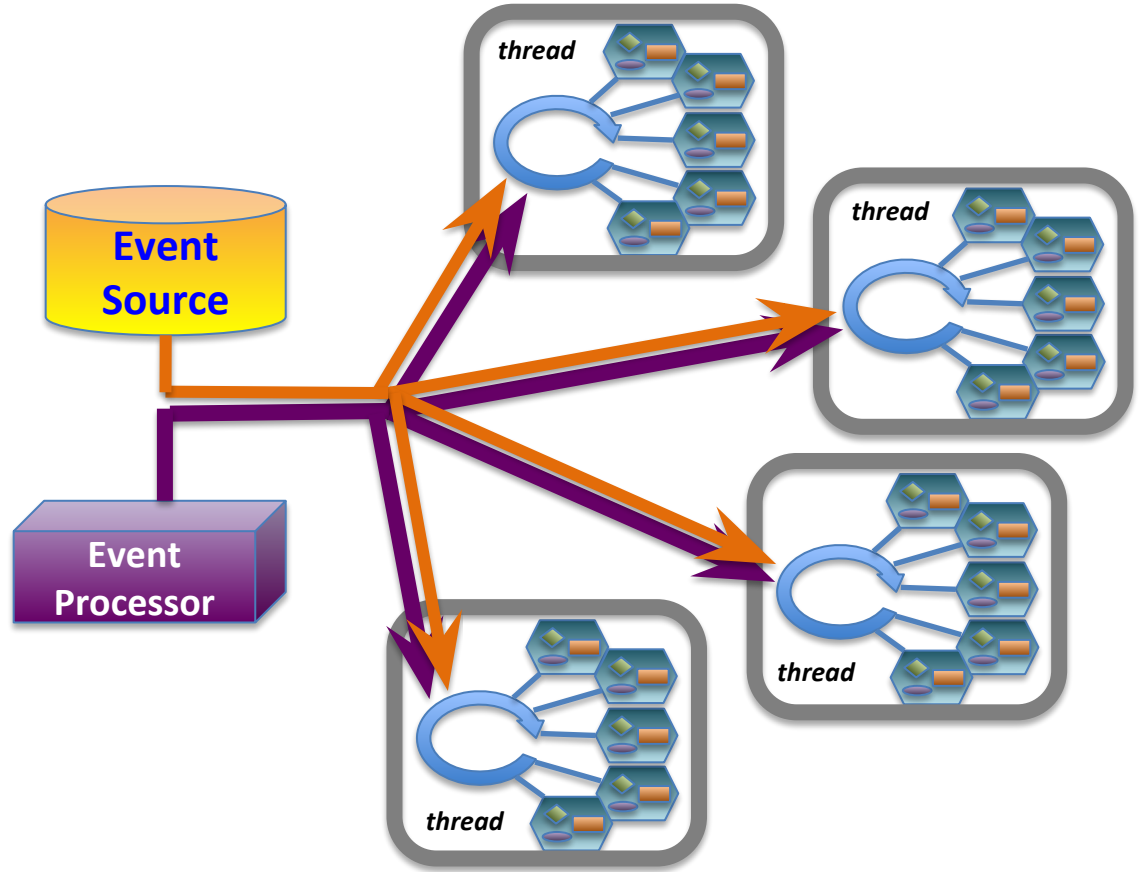 thread
thread
Event
Source
Event
Processor
thread
thread